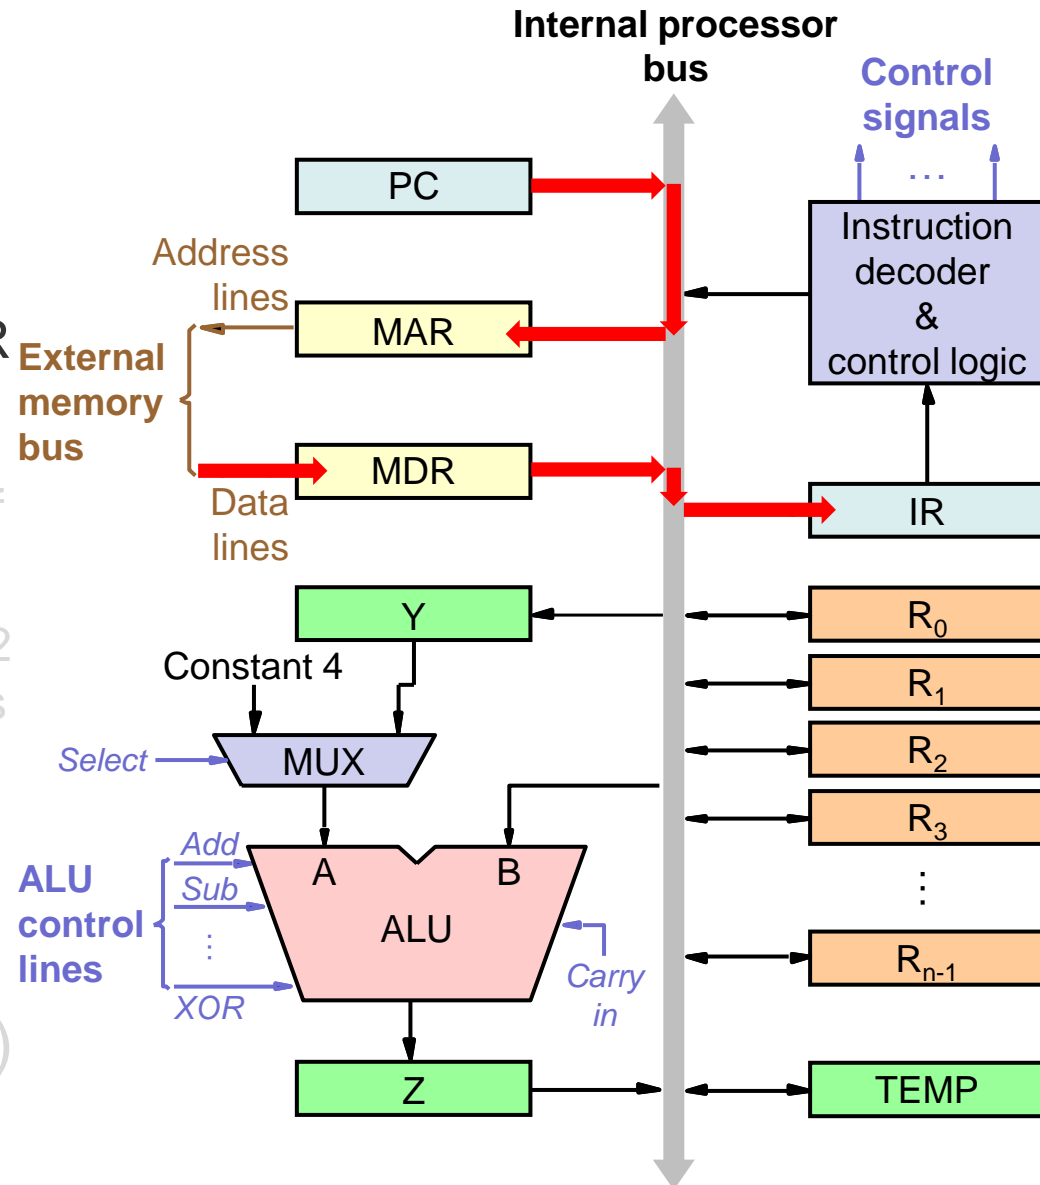 Internal processor
bus
Control
signals
...
PC
Instruction
decoder
&
control logic
Address
lines
MAR
R
External
memory
bus
MDR
Data
lines
IR
=
Y
R0
2
Constant 4
s
R1
MUX
Select
R2
R3
Add
A
B
ALU
control
lines
Sub
⋮
ALU
⋮
XOR
Carry
in
Rn-1
)
Z
TEMP